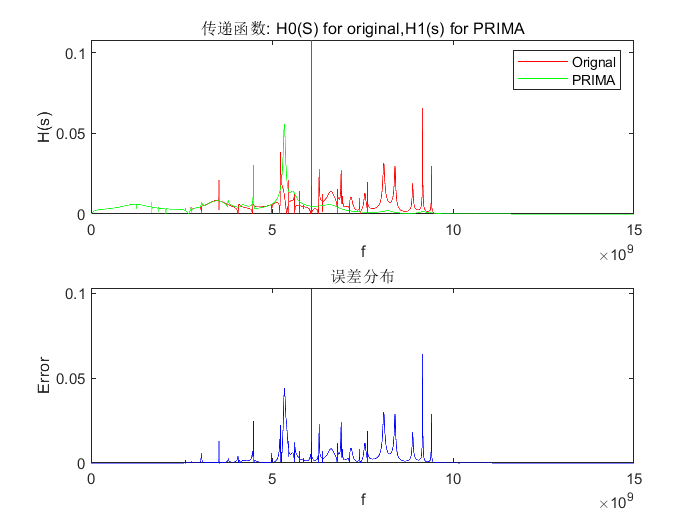 传递函数: H0(S) for original,H1(s) for PRIMA
0.1
0.05
0
H(s)
Orignal
PRIMA
0 5 10 15
f
×10^9
误差分布
0.1
0.05
0
Error
0 5 10 15
f
×10^9